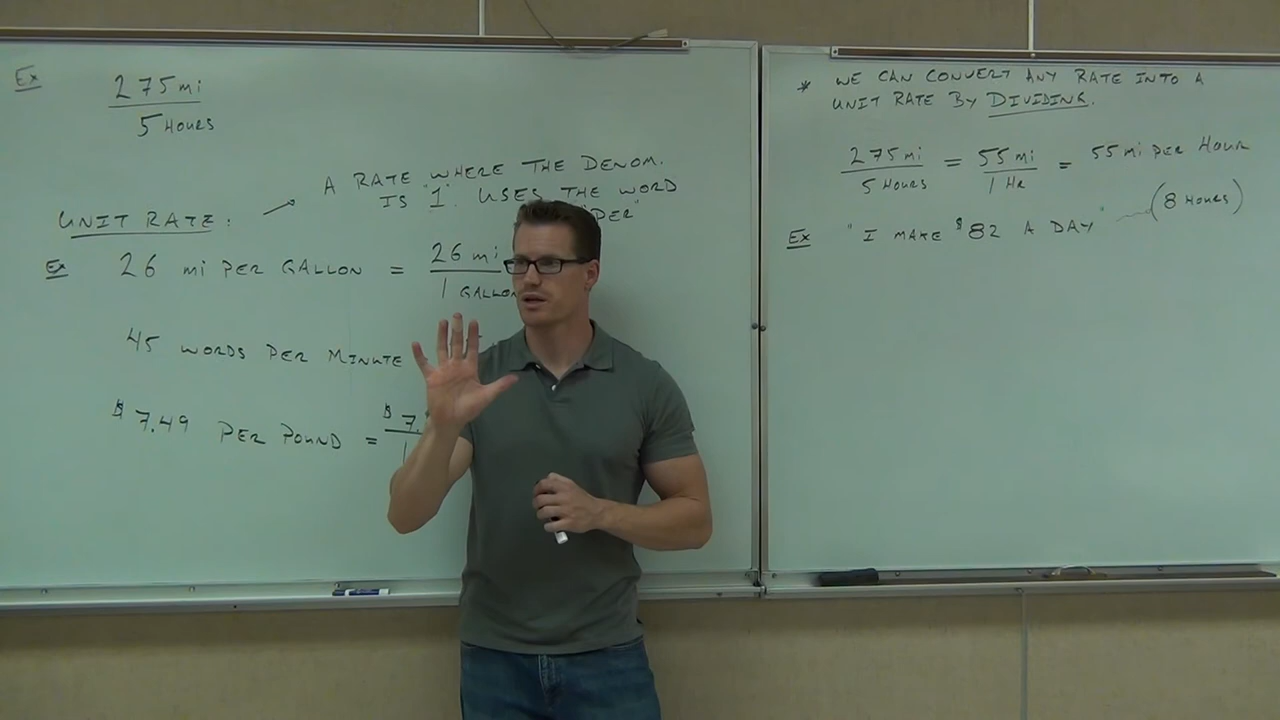 Ex
275 mi
5 HOURS
A RATE WHERE THE DENOM.
IS "1". USES THE WORD
"PER"
UNIT RATE:
Ex 26 mi PER GALLON = 26 mi
1 GALLON
45 WORDS PER MINUTE
$7.49 PER POUND = $7.
1
* WE CAN CONVERT ANY RATE INTO A
UNIT RATE BY DIVIDING.
275 mi = 55 mi = 55 mi PER HOUR
5 HOURS 1 HR
(8 HOURS)
Ex "I MAKE $82 A DAY"